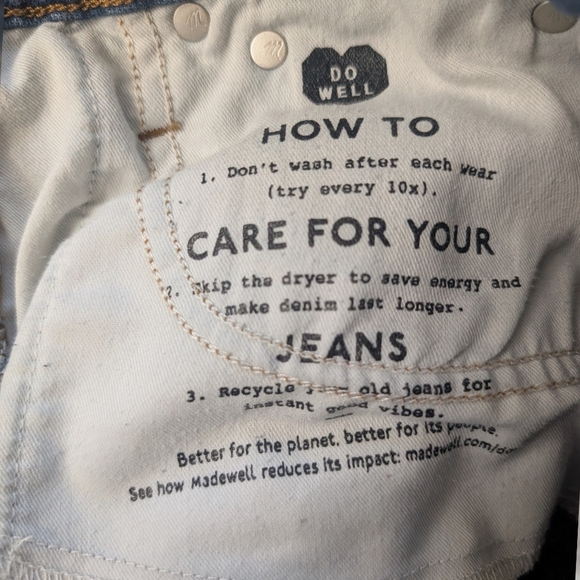 M
M
DO
WELL
HOW TO
1. Don't wash after each wear
(try every 10x).
CARE FOR YOUR
2. Skip the dryer to save energy and
make denim last longer.
JEANS
3. Recycle your old jeans for
instant good vibes.
Better for the planet, better for its people.
See how Madewell reduces its impact: madewell.com/do